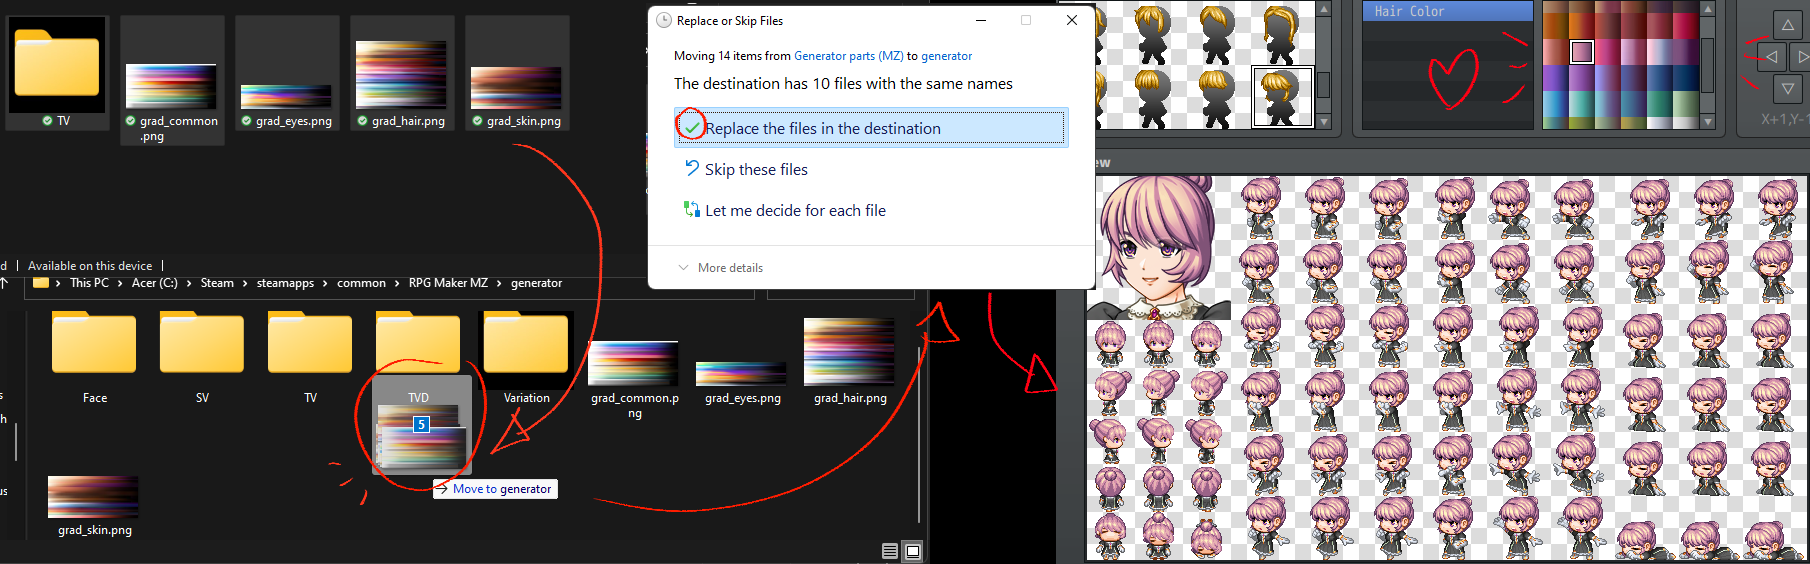 TV
grad_common
.png
grad_eyes.png
grad_hair.png
grad_skin.png
d | Available on this device |
This PC > Acer (C:) > Steam > steamapps > common > RPG Maker MZ > generator
Face
SV
TV
TVD
Variation
grad_common.p
ng
grad_eyes.png
grad_hair.png
5
Move to generator
grad_skin.png
h
us
Replace or Skip Files
Moving 14 items from Generator parts (MZ) to generator
The destination has 10 files with the same names
Replace the files in the destination
Skip these files
Let me decide for each file
More details
Hair Color
X+1,Y-1
ew